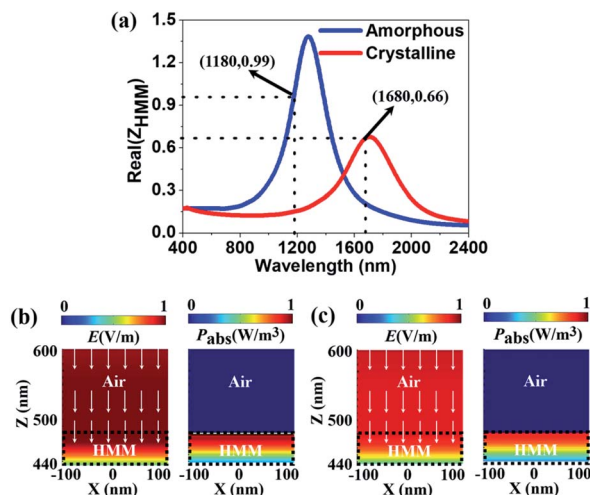 (a)
Amorphous
Crystalline
(1180,0.99)
(1680,0.66)
Real(Z_HMM)
1.5
1.2
0.9
0.6
0.3
0.0
400 800 1200 1600 2000 2400
Wavelength (nm)
(b)
0 1
E(V/m)
0 1
P_abs(W/m³)
Z (nm)
600
500
440
Air
HMM
Air
HMM
-100 0 100
X (nm)
-100 0 100
X (nm)
(c)
0 1
E(V/m)
0 1
P_abs(W/m³)
Z (nm)
600
500
440
Air
HMM
Air
HMM
-100 0 100
X (nm)
-100 0 100
X (nm)